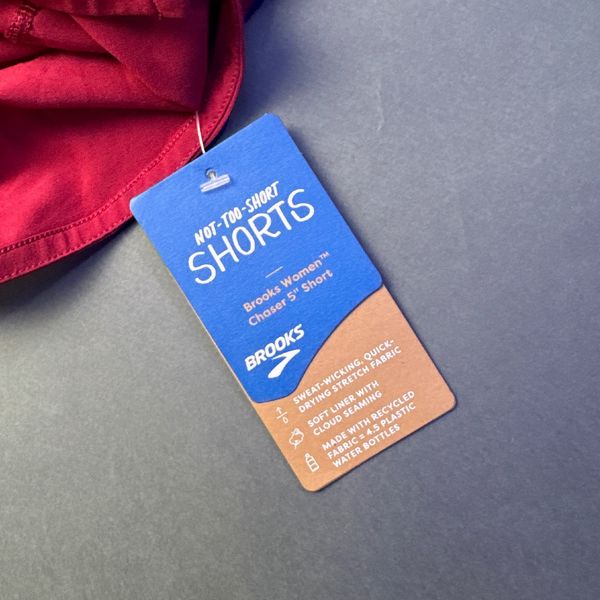 NOT-TOO-SHORT
SHORTS
Brooks Women™
Chaser 5" Short
BROOKS
SWEAT-WICKING, QUICK-
DRYING STRETCH FABRIC
SOFT LINER WITH
CLOUD SEAMING
MADE WITH RECYCLED
FABRIC = 4.5 PLASTIC
WATER BOTTLES